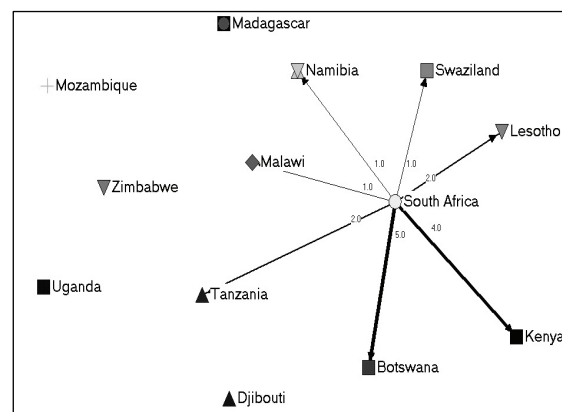 Madagascar
Namibia
Swaziland
Mozambique
Lesotho
Malawi
1.0
1.0
2.0
Zimbabwe
1.0
South Africa
2.0
5.0
4.0
Uganda
Tanzania
Kenya
Botswana
Djibouti